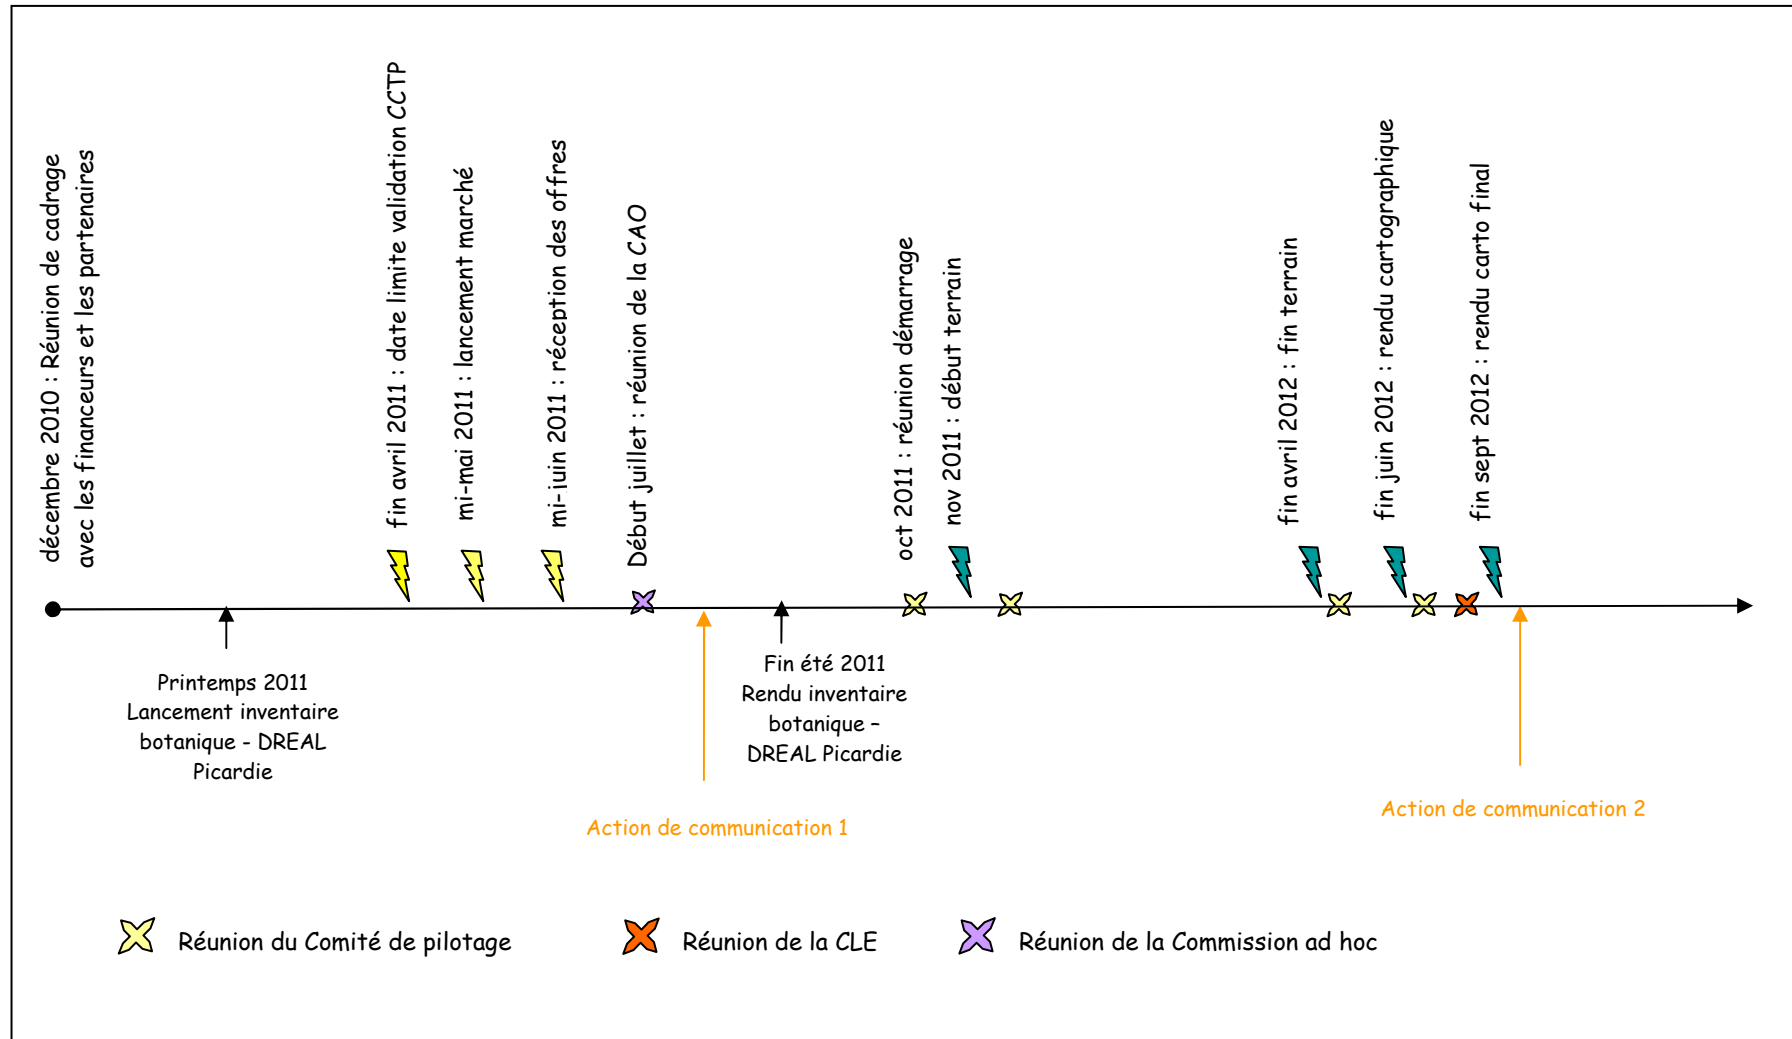 décembre 2010 : Réunion de cadrage
avec les financeurs et les partenaires
fin avril 2011 : date limite validation CCTP
mi-mai 2011 : lancement marché
mi-juin 2011 : réception des offres
Début juillet : réunion de la CAO
oct 2011 : réunion démarrage
nov 2011 : début terrain
fin avril 2012 : fin terrain
fin juin 2012 : rendu cartographique
fin sept 2012 : rendu carto final
Printemps 2011
Lancement inventaire
botanique - DREAL
Picardie
Fin été 2011
Rendu inventaire
botanique –
DREAL Picardie
Action de communication 1
Action de communication 2
Réunion du Comité de pilotage
Réunion de la CLE
Réunion de la Commission ad hoc